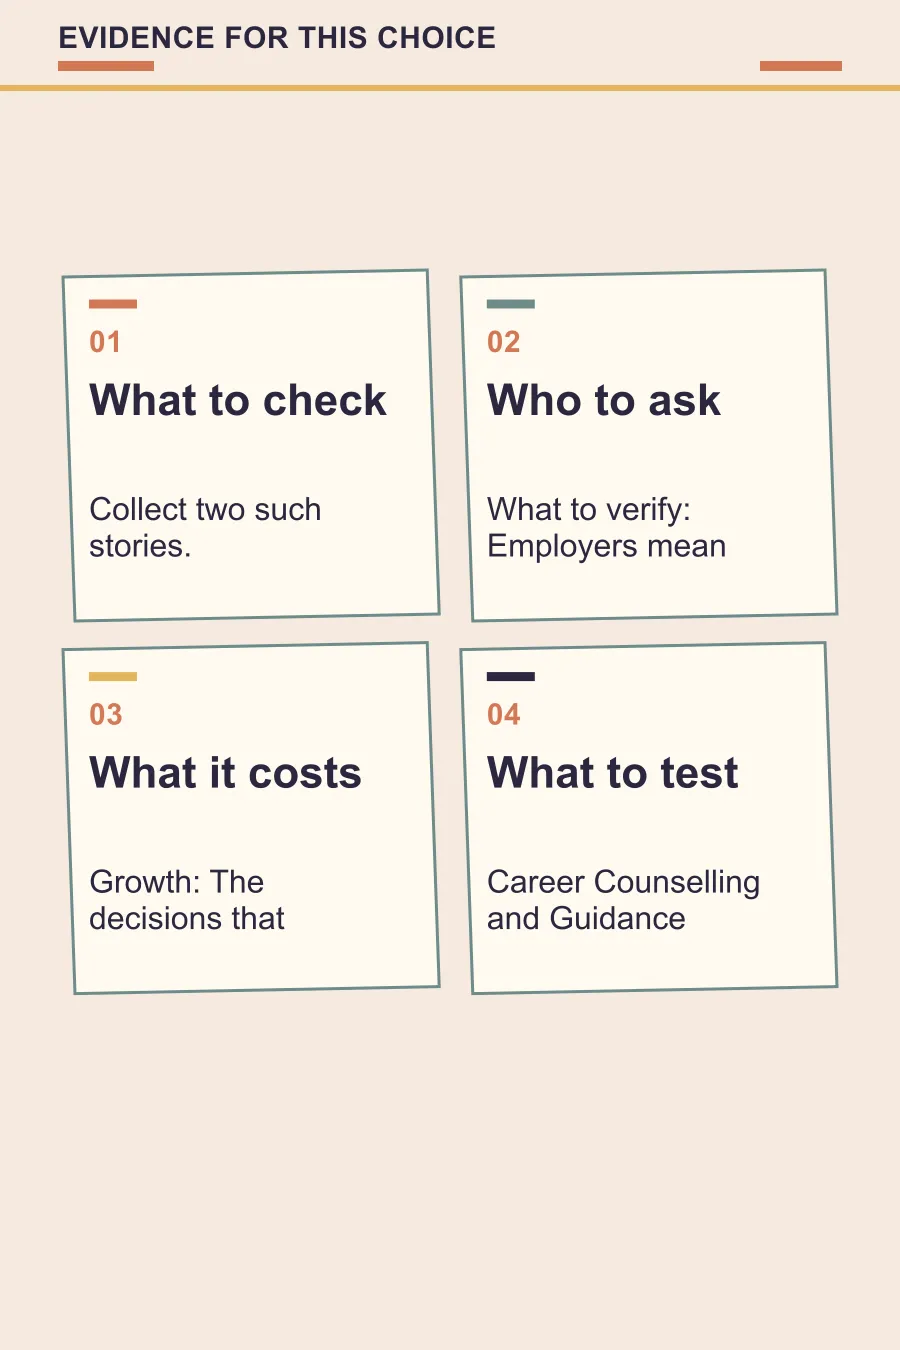 EVIDENCE FOR THIS CHOICE
01
What to check
Collect two such
stories.
02
Who to ask
What to verify:
Employers mean
03
What it costs
Growth: The
decisions that
04
What to test
Career Counselling
and Guidance